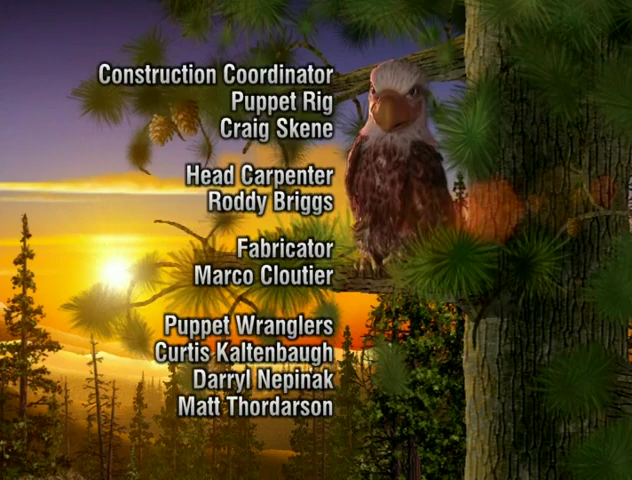 Construction Coordinator
Puppet Rig
Craig Skene
Head Carpenter
Roddy Briggs
Fabricator
Marco Cloutier
Puppet Wranglers
Curtis Kaltenbaugh
Darryl Nepinak
Matt Thordarson